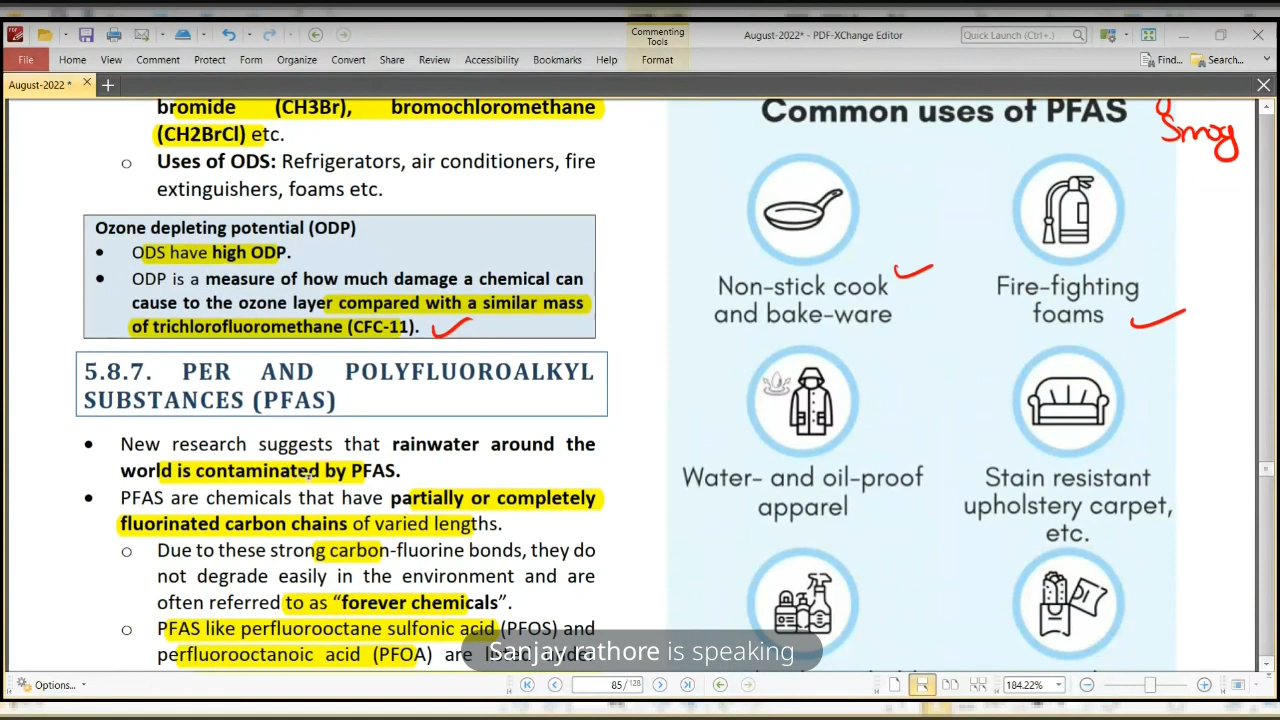 Commenting Tools
August-2022* - PDF-XChange Editor
Quick Launch (Ctrl+.)
File Home View Comment Protect Form Organize Convert Share Review Accessibility Bookmarks Help Format
Find...
Search...
August-2022 *
bromide (CH3Br), bromochloromethane
(CH2BrCl) etc.
o Uses of ODS: Refrigerators, air conditioners, fire
extinguishers, foams etc.
Ozone depleting potential (ODP)
• ODS have high ODP.
• ODP is a measure of how much damage a chemical can
cause to the ozone layer compared with a similar mass
of trichlorofluoromethane (CFC-11).
5.8.7. PER AND POLYFLUOROALKYL
SUBSTANCES (PFAS)
• New research suggests that rainwater around the
world is contaminated by PFAS.
• PFAS are chemicals that have partially or completely
fluorinated carbon chains of varied lengths.
o Due to these strong carbon-fluorine bonds, they do
not degrade easily in the environment and are
often referred to as “forever chemicals”.
o PFAS like perfluorooctane sulfonic acid (PFOS) and
perfluorooctanoic acid (PFOA) are
Common uses of PFAS
Smog
Non-stick cook
and bake-ware
Fire-fighting
foams
Water- and oil-proof
apparel
Stain resistant
upholstery carpet,
etc.
Sanjay rathore is speaking
Options...
85 / 128
184.22%